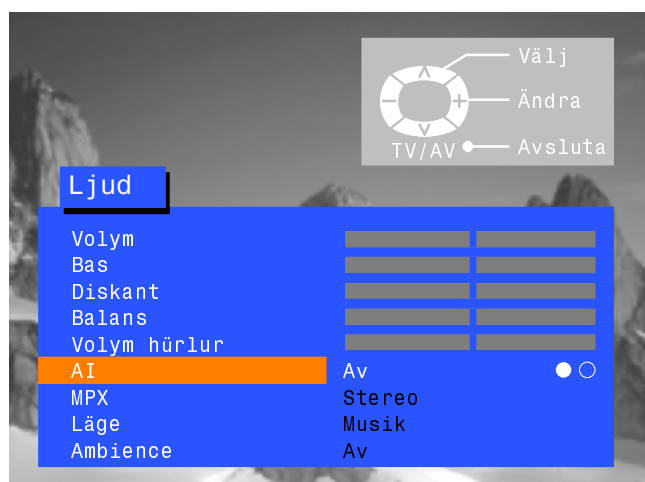 Välj
Ändra
TV/AV Avsluta
Ljud
Volym
Bas
Diskant
Balans
Volym hürlur
AI Av
MPX Stereo
Läge Musik
Ambience Av